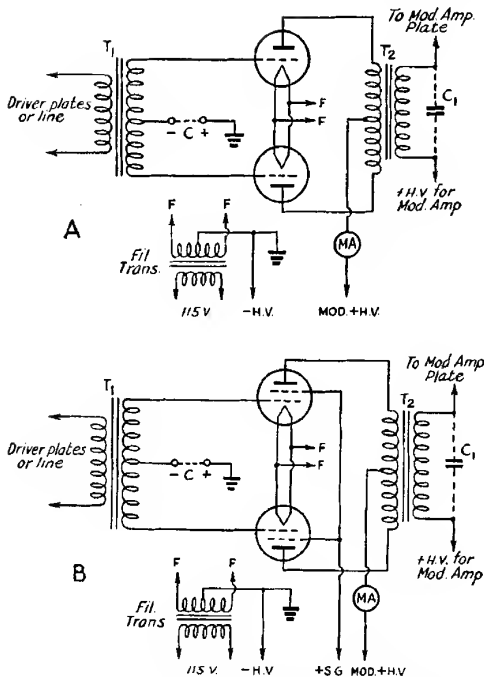 To Mod. Amp.
Plate
T1
T2
Driver plates
or line
- C +
F
F
C1
+H.V. for
Mod. Amp
A
F
F
Fil.
Trans.
MA
115 V.
-H.V.
MOD.+H.V.
To Mod Amp
Plate
T1
T2
Driver plates
or line
- C +
F
F
C1
+H.V. for
Mod. Amp
B
F
F
Fil.
Trans
MA
115 V.
-H.V
+SG
MOD.+H.V